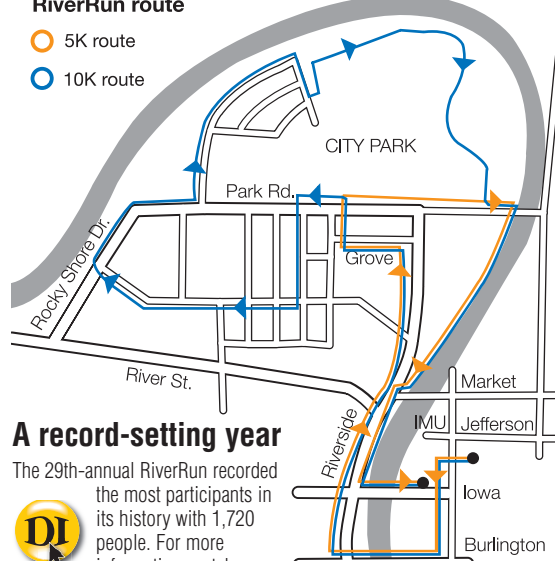 RiverRun route
5K route
10K route
CITY PARK
Park Rd.
Grove
Rocky Shore Dr.
River St.
Market
IMU
Jefferson
Riverside
Iowa
Burlington
A record-setting year
The 29th-annual RiverRun recorded
the most participants in
its history with 1,720
people. For more
DI